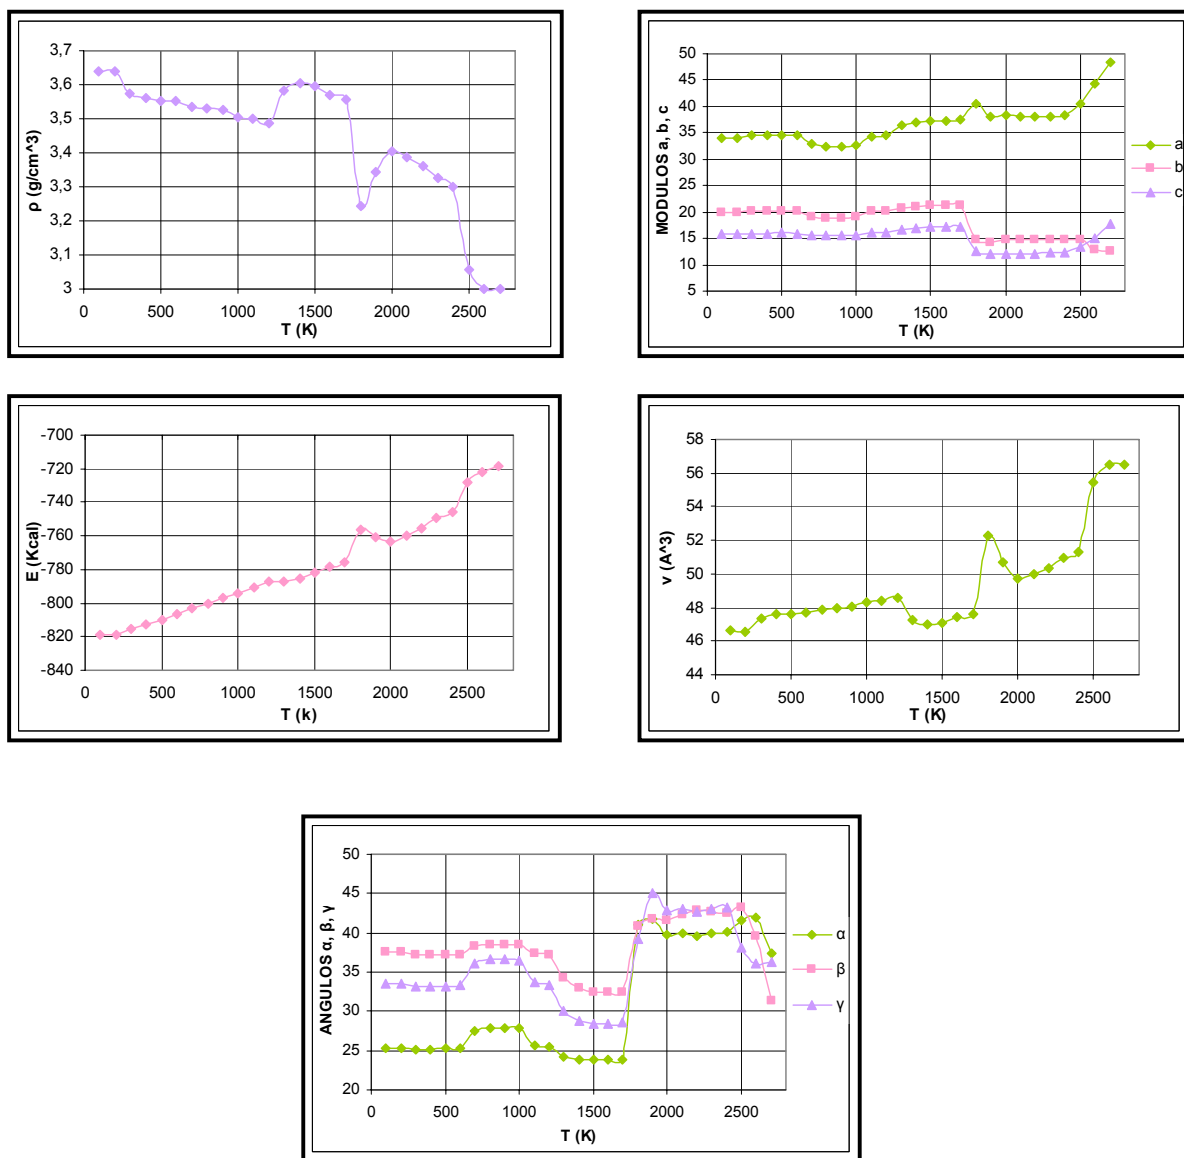 3,7
3,6
3,5
3,4
3,3
3,2
3,1
3
ρ (g/cm^3)
0 500 1000 1500 2000 2500
T (K)
50
45
40
35
30
25
20
15
10
5
MODULOS a, b, c
0 500 1000 1500 2000 2500
T (K)
a
b
c
-700
-720
-740
-760
-780
-800
-820
-840
E (Kcal)
0 500 1000 1500 2000 2500
T (k)
58
56
54
52
50
48
46
44
v (A^3)
0 500 1000 1500 2000 2500
T (K)
50
45
40
35
30
25
20
ANGULOS α, β, γ
0 500 1000 1500 2000 2500
T (K)
α
β
γ